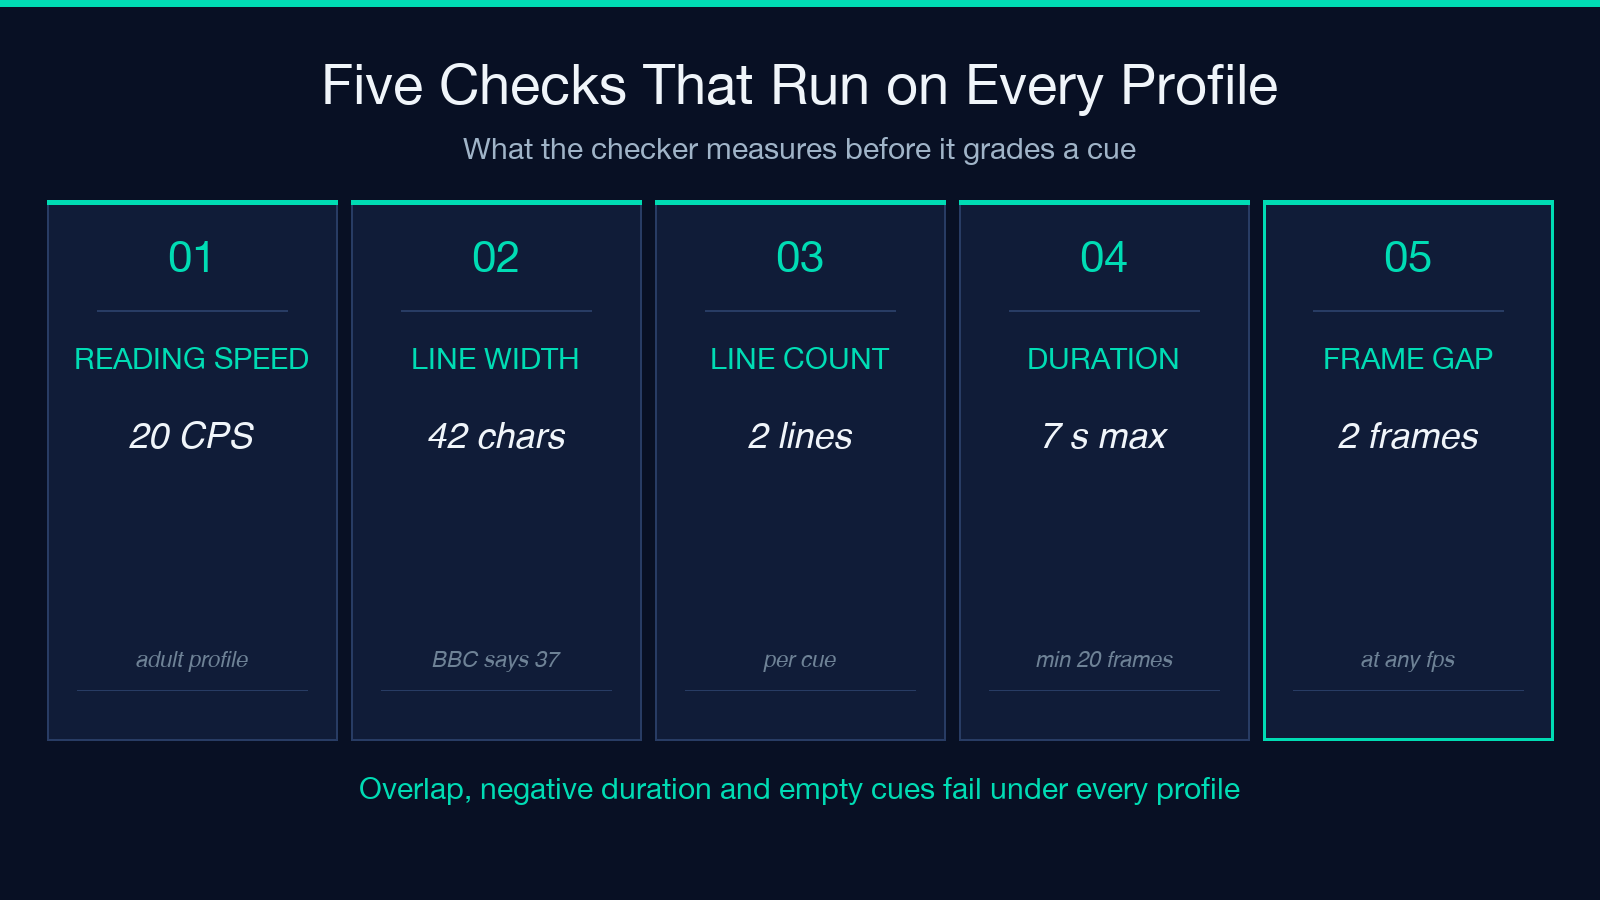 Five Checks That Run on Every Profile
What the checker measures before it grades a cue
01
READING SPEED
20 CPS
adult profile
02
LINE WIDTH
42 chars
BBC says 37
03
LINE COUNT
2 lines
per cue
04
DURATION
7 s max
min 20 frames
05
FRAME GAP
2 frames
at any fps
Overlap, negative duration and empty cues fail under every profile